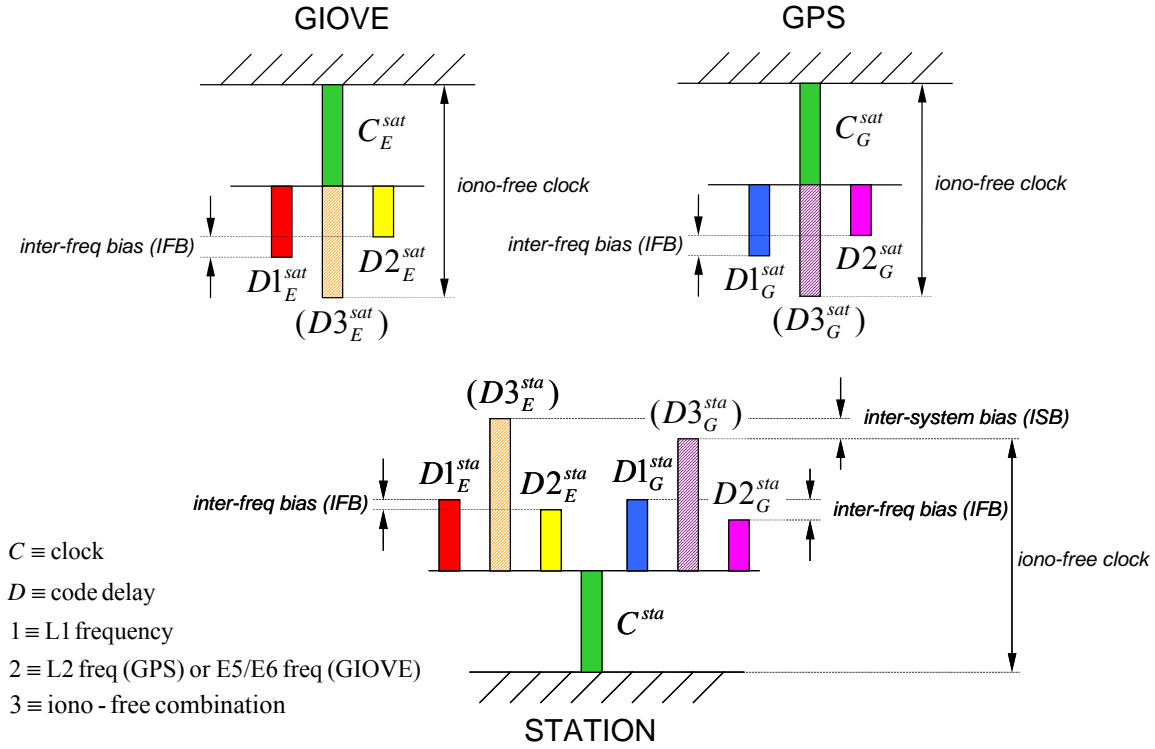 GIOVE
GPS
C_E^sat
C_G^sat
iono-free clock
iono-free clock
inter-freq bias (IFB)
inter-freq bias (IFB)
D1_E^sat
D2_E^sat
(D3_E^sat)
D1_G^sat
D2_G^sat
(D3_G^sat)
(D3_E^sta)
(D3_G^sta)
inter-system bias (ISB)
D1_E^sta
D2_E^sta
D1_G^sta
D2_G^sta
inter-freq bias (IFB)
inter-freq bias (IFB)
iono-free clock
C^sta
C ≡ clock
D ≡ code delay
1 ≡ L1 frequency
2 ≡ L2 freq (GPS) or E5/E6 freq (GIOVE)
3 ≡ iono - free combination
STATION